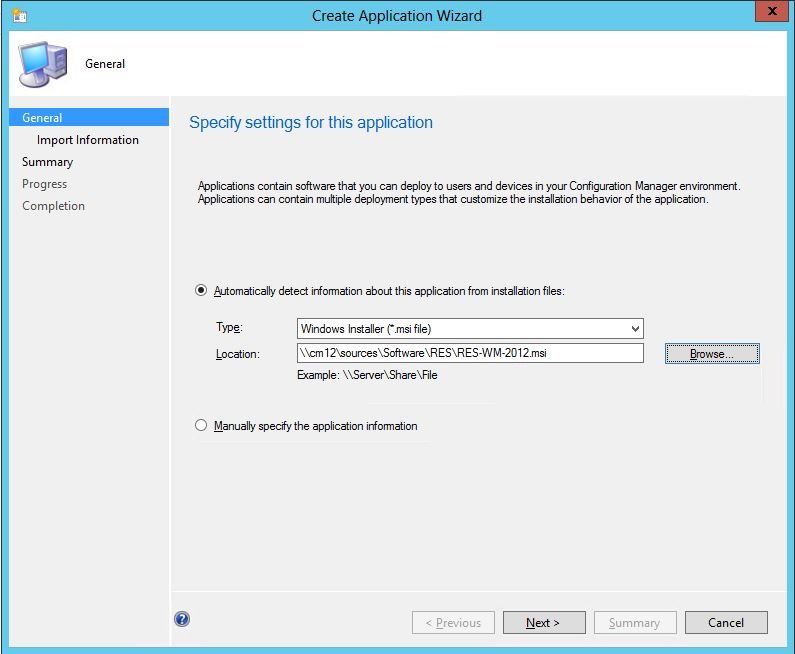 Create Application Wizard
x
General
General
Import Information
Summary
Progress
Completion
Specify settings for this application
Applications contain software that you can deploy to users and devices in your Configuration Manager environment.
Applications can contain multiple deployment types that customize the installation behavior of the application.
Automatically detect information about this application from installation files:
Type:
Windows Installer (*.msi file)
Location:
\\cm12\sources\Software\RES\RES-WM-2012.msi
Browse...
Example: \\Server\Share\File
Manually specify the application information
?
< Previous
Next >
Summary
Cancel